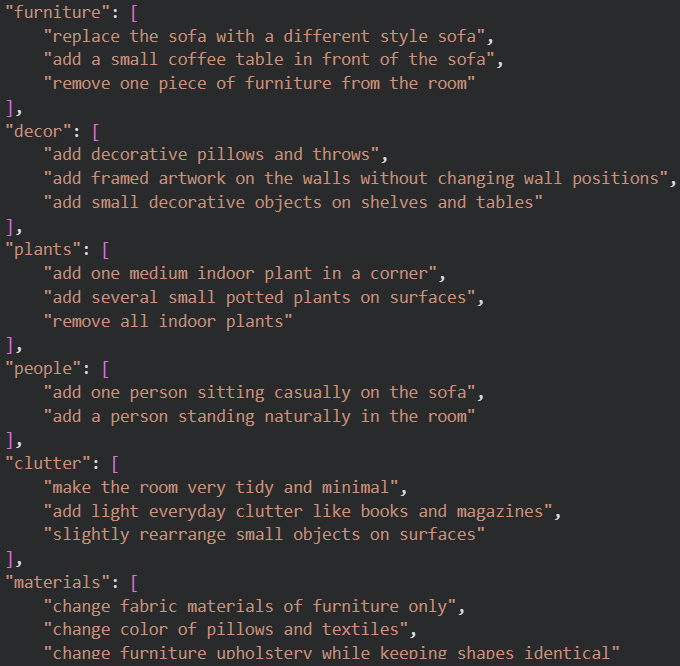 "furniture": [
"replace the sofa with a different style sofa",
"add a small coffee table in front of the sofa",
"remove one piece of furniture from the room"
],
"decor": [
"add decorative pillows and throws",
"add framed artwork on the walls without changing wall positions",
"add small decorative objects on shelves and tables"
],
"plants": [
"add one medium indoor plant in a corner",
"add several small potted plants on surfaces",
"remove all indoor plants"
],
"people": [
"add one person sitting casually on the sofa",
"add a person standing naturally in the room"
],
"clutter": [
"make the room very tidy and minimal",
"add light everyday clutter like books and magazines",
"slightly rearrange small objects on surfaces"
],
"materials": [
"change fabric materials of furniture only",
"change color of pillows and textiles",
"change furniture upholstery while keeping shapes identical"